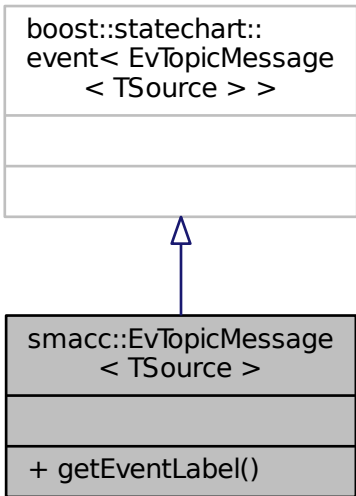 boost::statechart::
event< EvTopicMessage
< TSource > >
smacc::EvTopicMessage
< TSource >
+ getEventLabel()